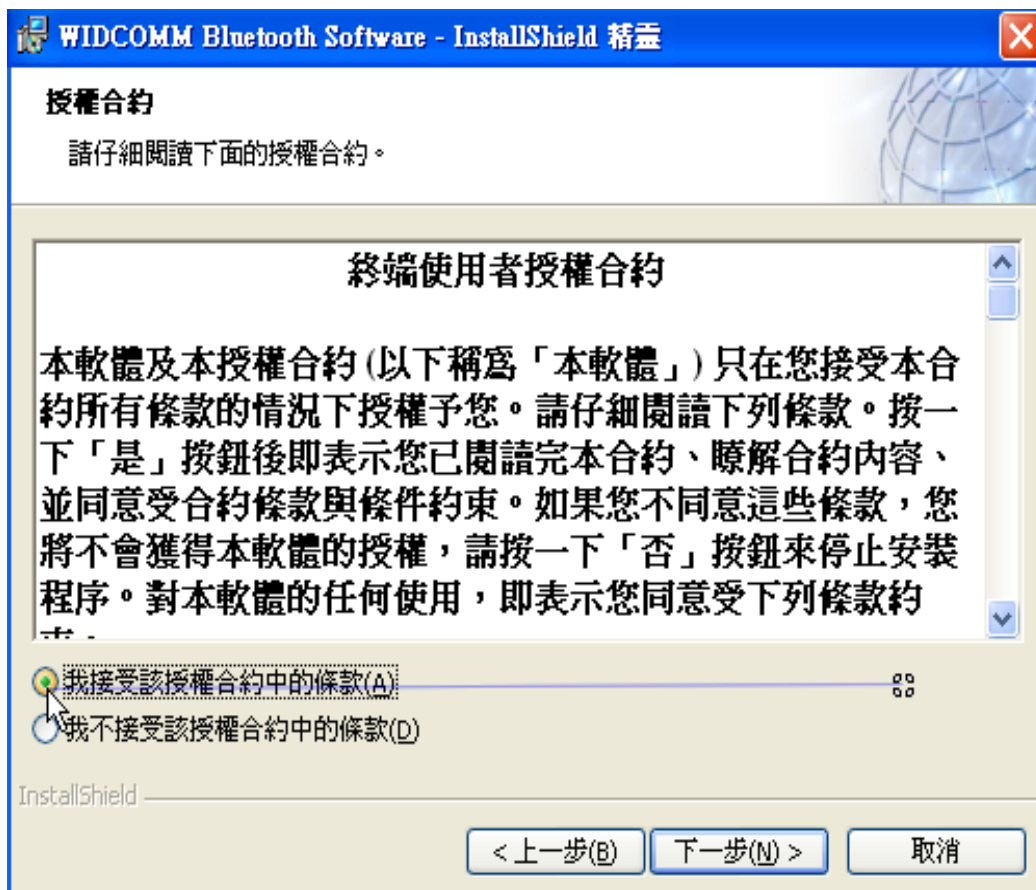 WIDCOMM Bluetooth Software - InstallShield 精靈
授權合約
請仔細閱讀下面的授權合約。
終端使用者授權合約
本軟體及本授權合約 (以下稱為「本軟體」) 只在您接受本合
約所有條款的情況下授權予您。請仔細閱讀下列條款。按一
下「是」按鈕後即表示您已閱讀完本合約、瞭解合約內容、
並同意受合約條款與條件約束。如果您不同意這些條款，您
將不會獲得本軟體的授權，請按一下「否」按鈕來停止安裝
程序。對本軟體的任何使用，即表示您同意受下列條款約
我接受該授權合約中的條款(A)
我不接受該授權合約中的條款(D)
InstallShield
< 上一步(B)
下一步(N) >
取消